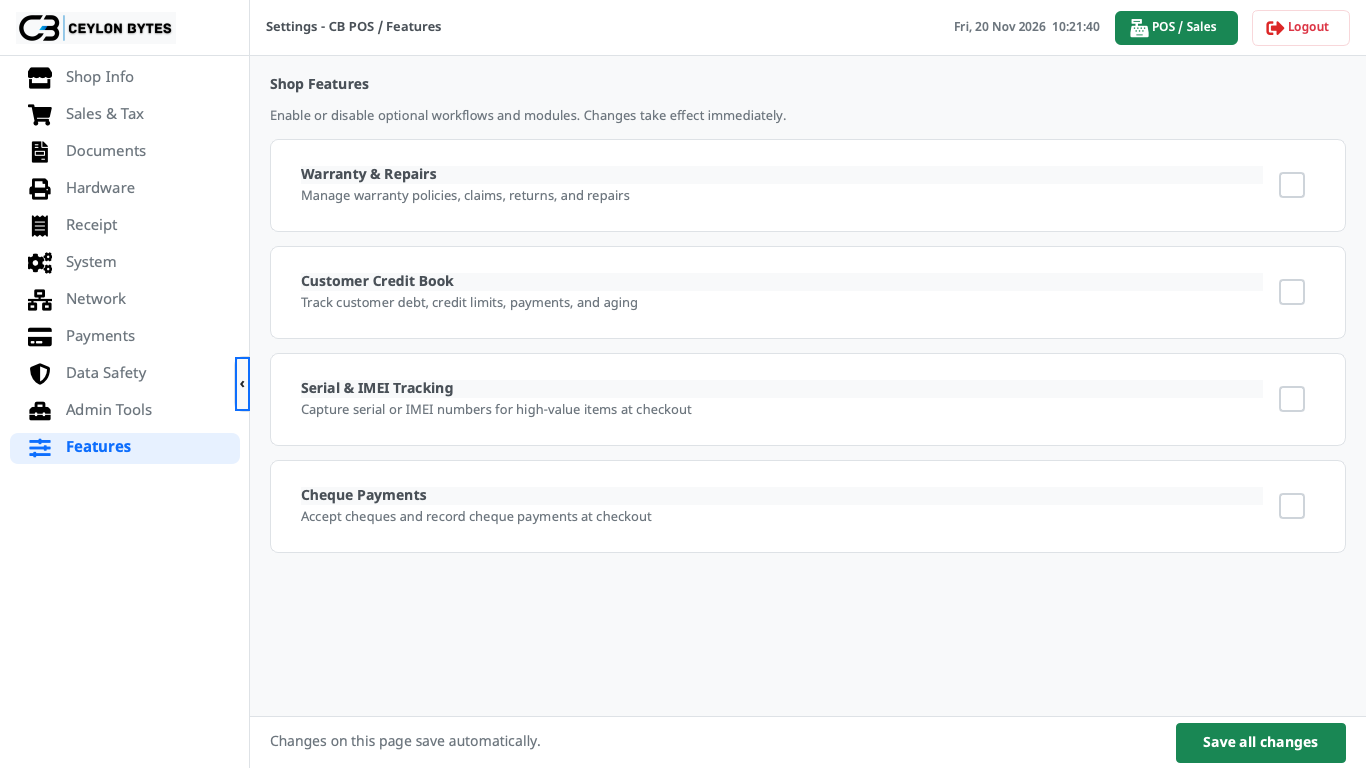 CEYLON BYTES
Settings - CB POS / Features
Fri, 20 Nov 2026 10:21:40
POS / Sales
Logout
Shop Info
Sales & Tax
Documents
Hardware
Receipt
System
Network
Payments
Data Safety
Admin Tools
Features
‹
Shop Features
Enable or disable optional workflows and modules. Changes take effect immediately.
Warranty & Repairs
Manage warranty policies, claims, returns, and repairs
Customer Credit Book
Track customer debt, credit limits, payments, and aging
Serial & IMEI Tracking
Capture serial or IMEI numbers for high-value items at checkout
Cheque Payments
Accept cheques and record cheque payments at checkout
Changes on this page save automatically.
Save all changes